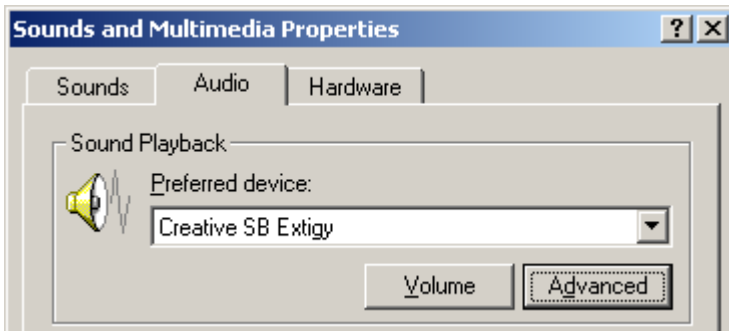 Sounds and Multimedia Properties ? X
Sounds Audio Hardware
Sound Playback
Preferred device:
Creative SB Extigy
Volume Advanced